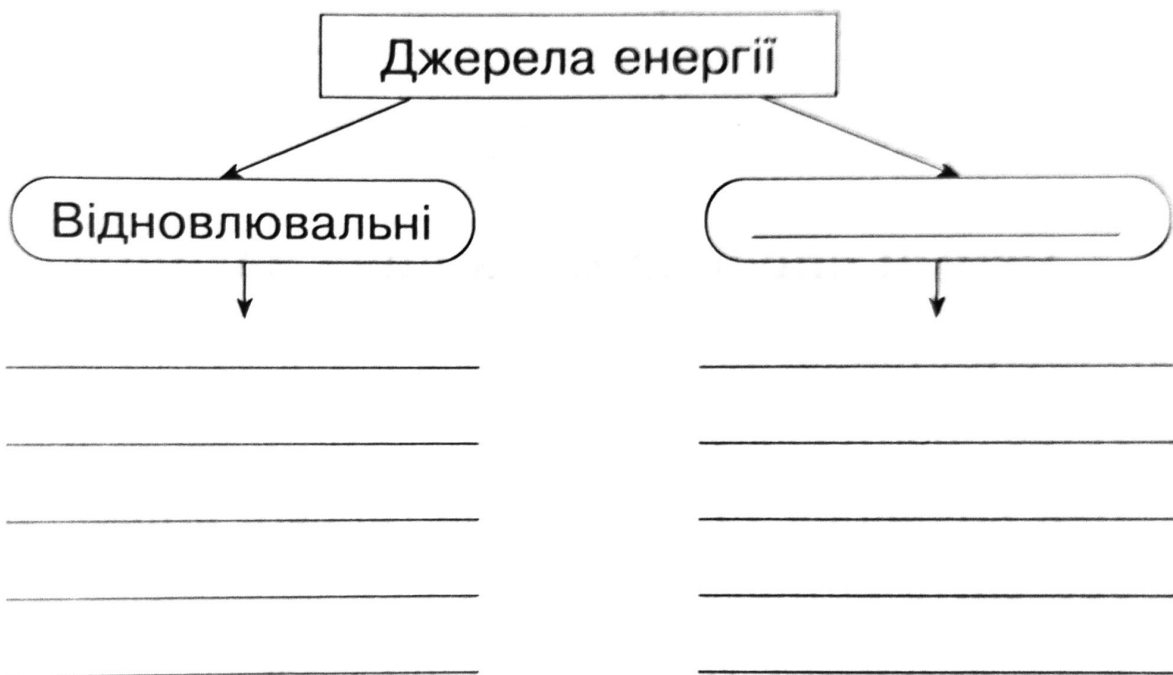 Джерела енергії
Відновлювальні